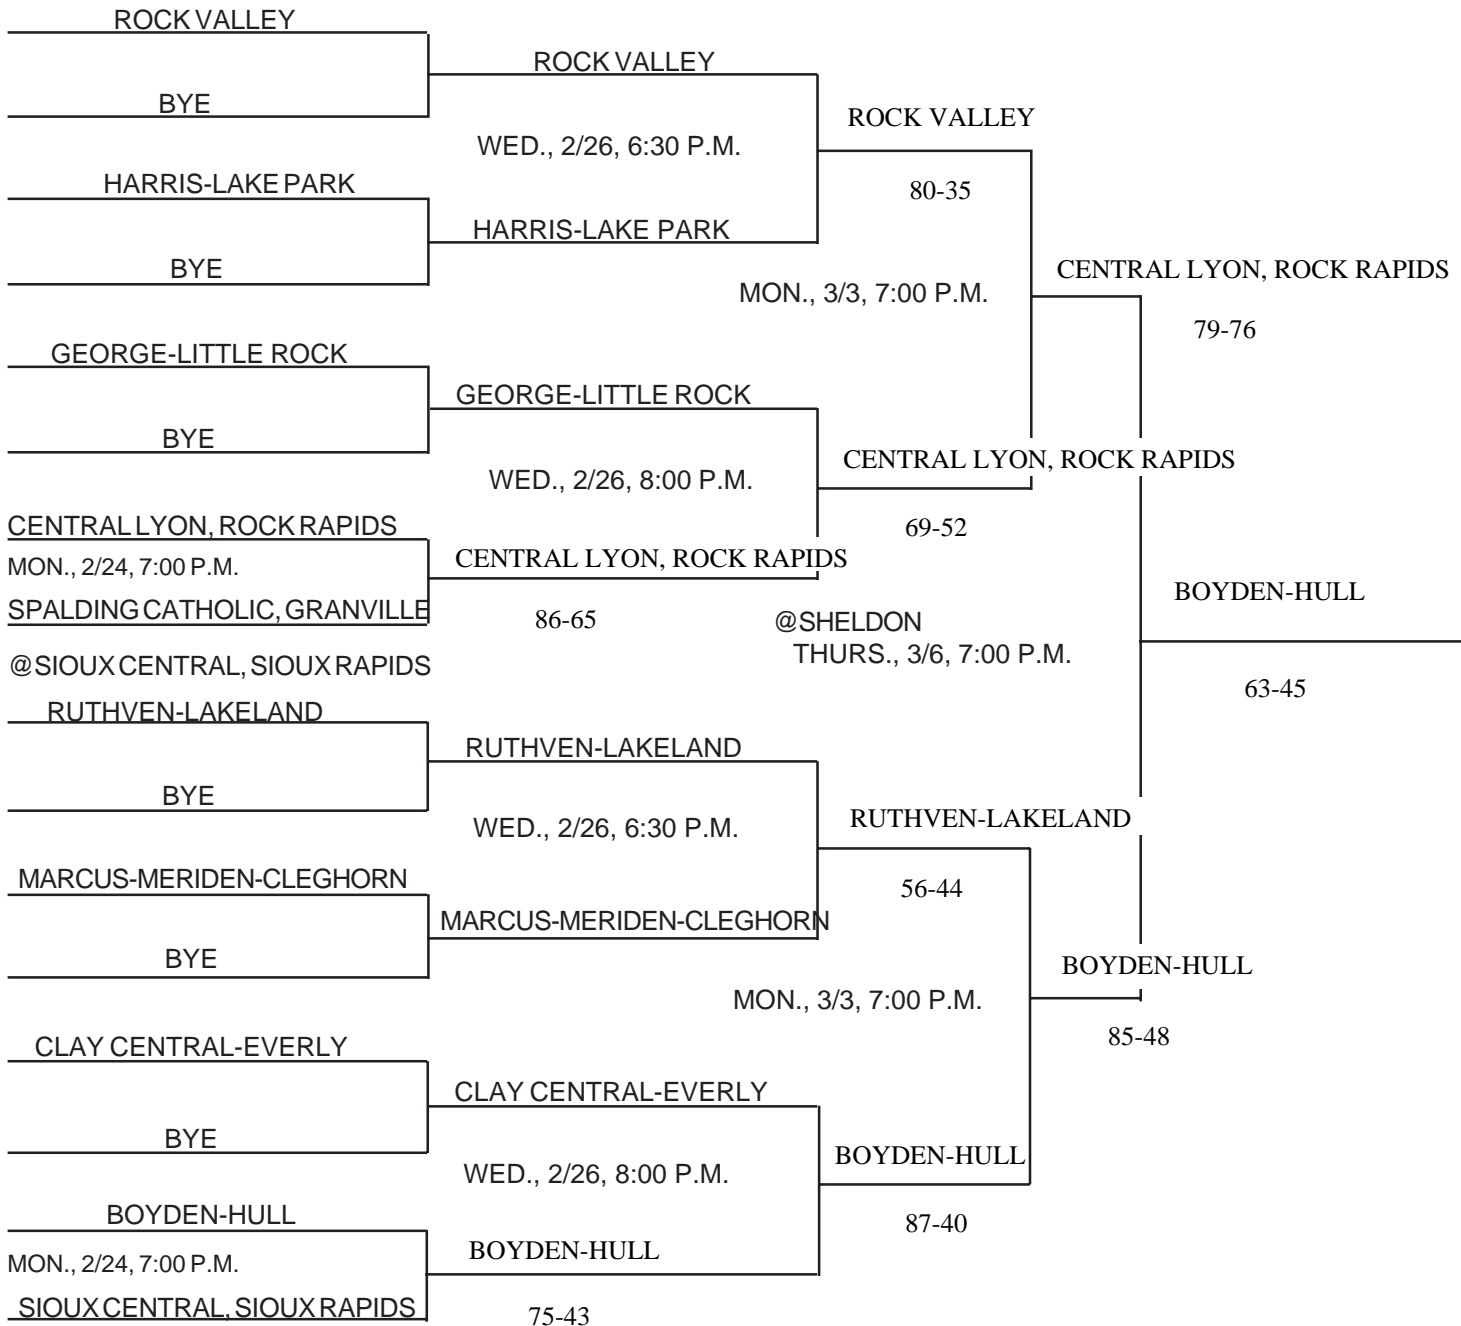 ROCK VALLEY
BYE
HARRIS-LAKE PARK
BYE
GEORGE-LITTLE ROCK
BYE
CENTRAL LYON, ROCK RAPIDS
MON., 2/24, 7:00 P.M.
SPALDING CATHOLIC, GRANVILLE
@SIOUX CENTRAL, SIOUX RAPIDS
RUTHVEN-LAKELAND
BYE
MARCUS-MERIDEN-CLEGHORN
BYE
CLAY CENTRAL-EVERLY
BYE
BOYDEN-HULL
MON., 2/24, 7:00 P.M.
SIOUX CENTRAL, SIOUX RAPIDS
ROCK VALLEY
WED., 2/26, 6:30 P.M.
HARRIS-LAKE PARK
GEORGE-LITTLE ROCK
WED., 2/26, 8:00 P.M.
CENTRAL LYON, ROCK RAPIDS
86-65
RUTHVEN-LAKELAND
WED., 2/26, 6:30 P.M.
MARCUS-MERIDEN-CLEGHORN
CLAY CENTRAL-EVERLY
WED., 2/26, 8:00 P.M.
BOYDEN-HULL
75-43
ROCK VALLEY
80-35
MON., 3/3, 7:00 P.M.
CENTRAL LYON, ROCK RAPIDS
69-52
@SHELDON
THURS., 3/6, 7:00 P.M.
RUTHVEN-LAKELAND
56-44
MON., 3/3, 7:00 P.M.
BOYDEN-HULL
87-40
CENTRAL LYON, ROCK RAPIDS
79-76
BOYDEN-HULL
85-48
BOYDEN-HULL
63-45